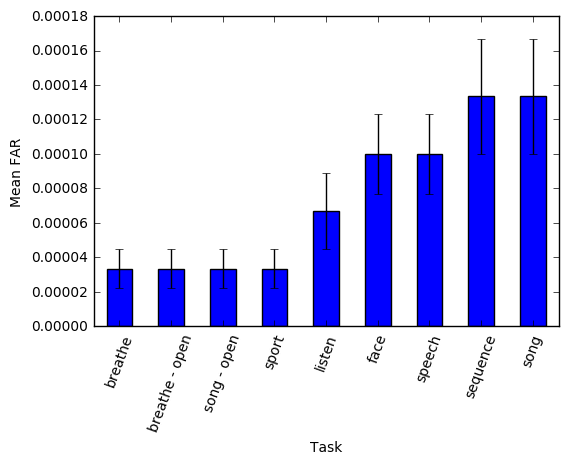 0.00018
0.00016
0.00014
0.00012
0.00010
0.00008
0.00006
0.00004
0.00002
0.00000
Mean FAR
breathe
breathe - open
song - open
sport
listen
face
speech
sequence
song
Task